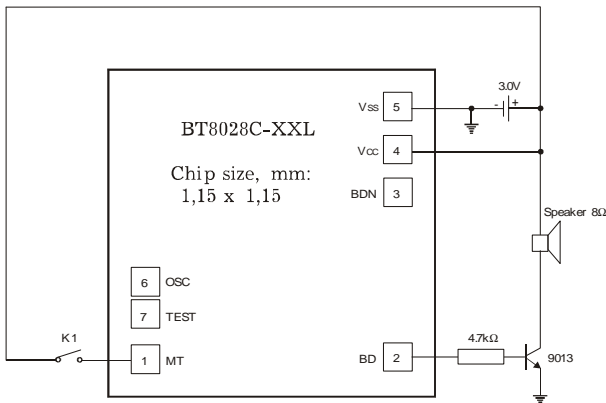 3.0V
- +
Vss 5
BT8028C-XXL
Vcc 4
Chip size, mm:
1,15 x 1,15
BDN 3
Speaker 8Ω
6 OSC
7 TEST
K1
4.7kΩ
1 MT
BD 2
9013